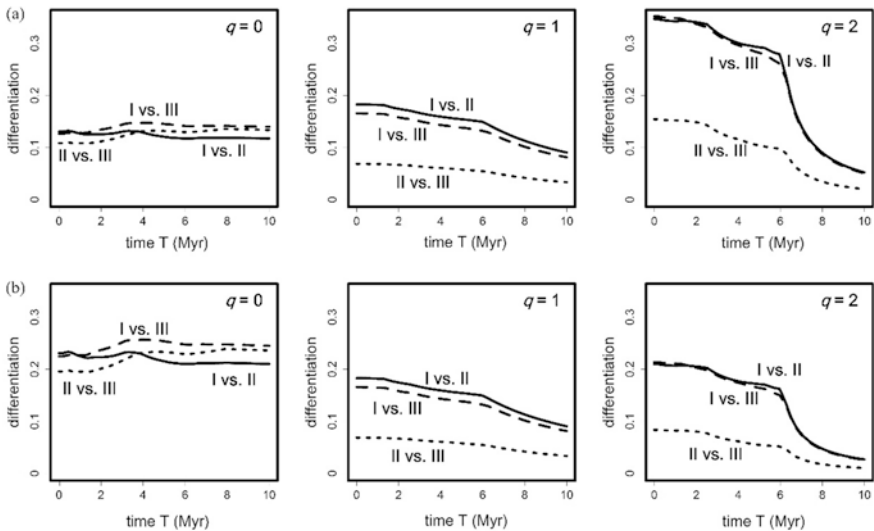 (a)
q = 0
I vs. III
II vs. III
I vs. II
differentiation
0 0.1 0.2 0.3
0 2 4 6 8 10
time T (Myr)
q = 1
I vs. II
I vs. III
II vs. III
differentiation
0 0.1 0.2 0.3
0 2 4 6 8 10
time T (Myr)
q = 2
I vs. III
I vs. II
II vs. III
differentiation
0 0.1 0.2 0.3
0 2 4 6 8 10
time T (Myr)
(b)
q = 0
I vs. III
II vs. III
I vs. II
differentiation
0 0.1 0.2 0.3
0 2 4 6 8 10
time T (Myr)
q = 1
I vs. II
I vs. III
II vs. III
differentiation
0 0.1 0.2 0.3
0 2 4 6 8 10
time T (Myr)
q = 2
I vs. II
I vs. III
II vs. III
differentiation
0 0.1 0.2 0.3
0 2 4 6 8 10
time T (Myr)